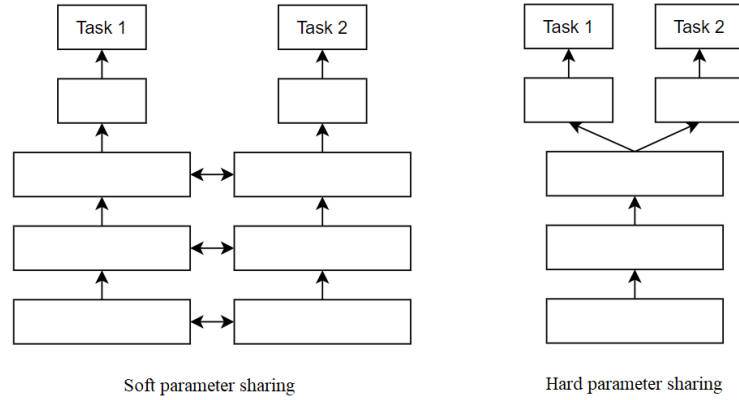 Task 1
Task 2
Task 1
Task 2
Soft parameter sharing
Hard parameter sharing